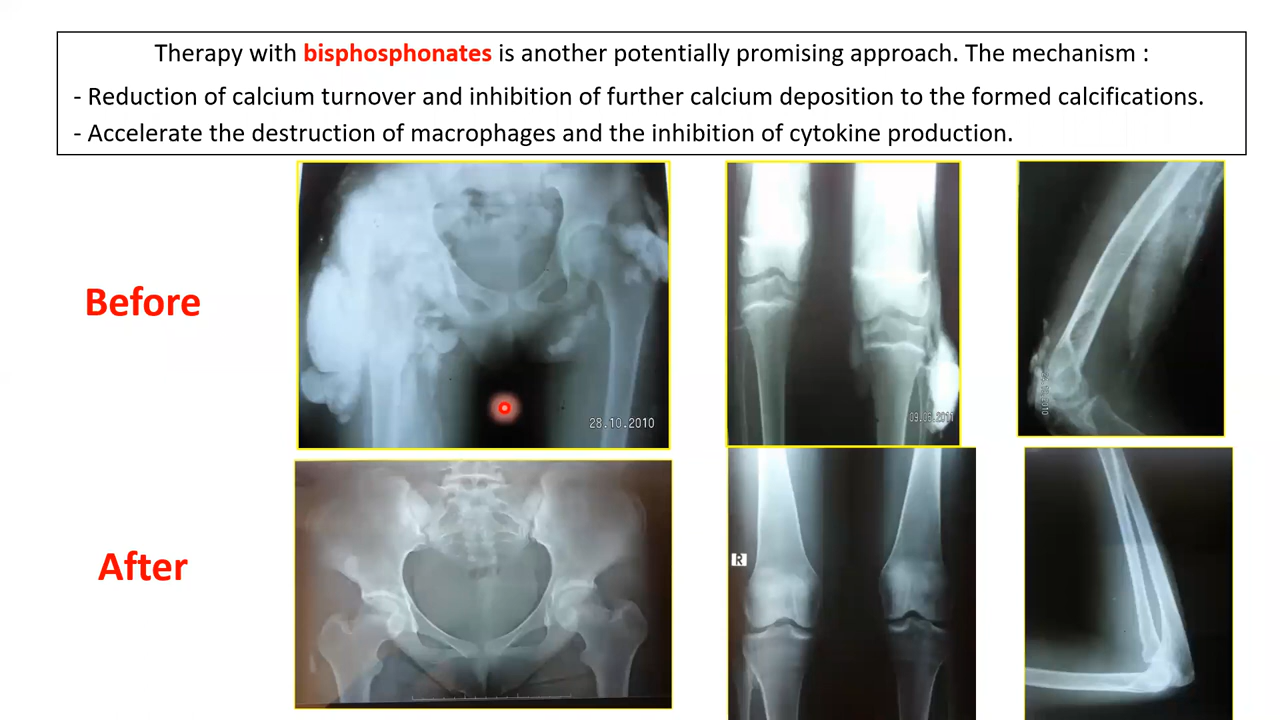 Therapy with bisphosphonates is another potentially promising approach. The mechanism :
- Reduction of calcium turnover and inhibition of further calcium deposition to the formed calcifications.
- Accelerate the destruction of macrophages and the inhibition of cytokine production.
Before
28.10.2010
After
R